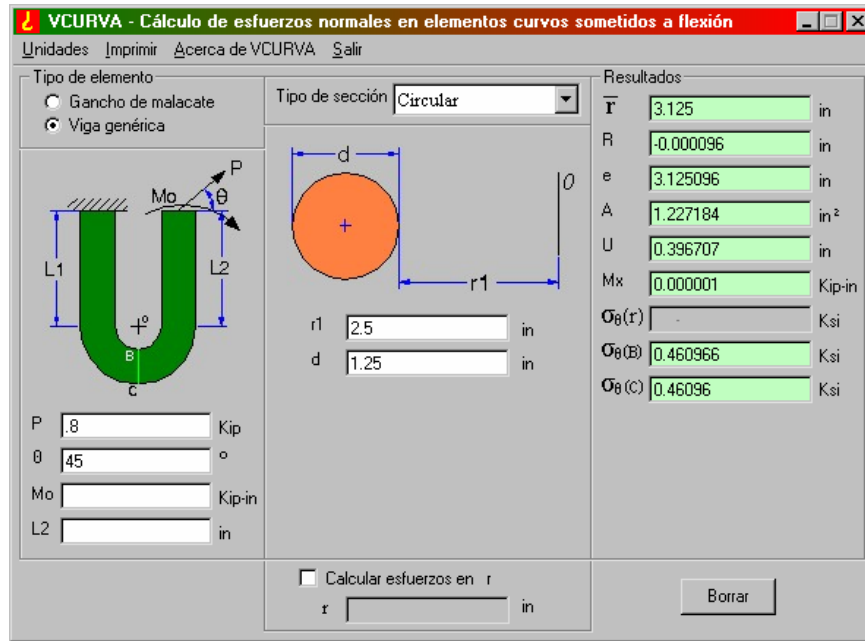 VCURVA - Cálculo de esfuerzos normales en elementos curvos sometidos a flexión
Unidades Imprimir Acerca de VCURVA Salir
Tipo de elemento
Gancho de malacate
Viga genérica
P
Mo
θ
L1
L2
o
B
C
P .8 Kip
θ 45 °
Mo Kip-in
L2 in
Tipo de sección Circular
d
0
r1
r1 2.5 in
d 1.25 in
Calcular esfuerzos en r
r in
Resultados
r̅ 3.125 in
R -0.000096 in
e 3.125096 in
A 1.227184 in²
U 0.396707 in
Mx 0.000001 Kip-in
σθ(r) - Ksi
σθ(B) 0.460966 Ksi
σθ(C) 0.46096 Ksi
Borrar